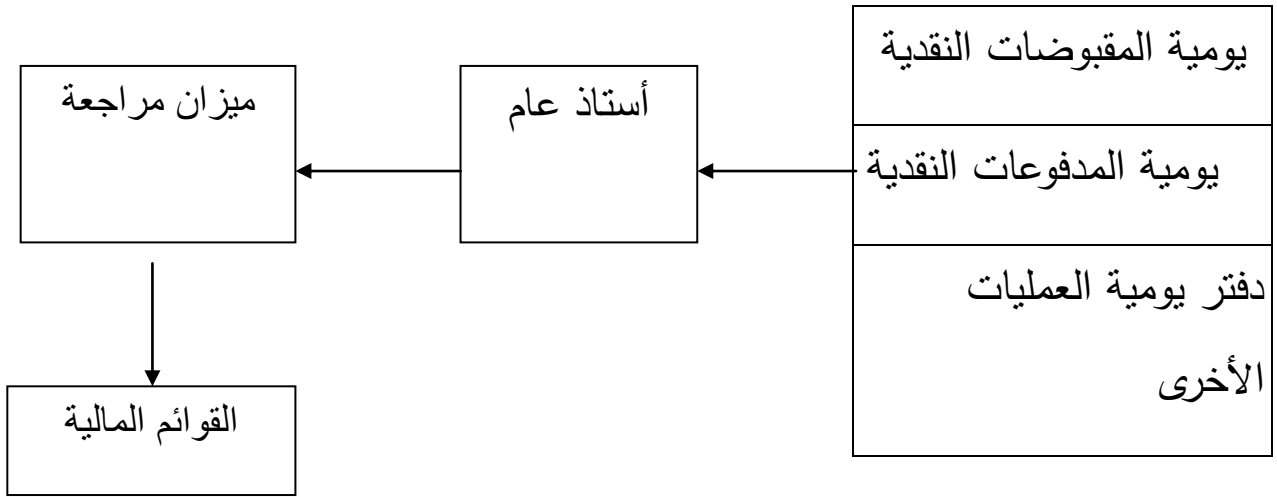 يومية المقبوضات النقدية
يومية المدفوعات النقدية
دفتر يومية العمليات
الأخرى
أستاذ عام
ميزان مراجعة
القوائم المالية